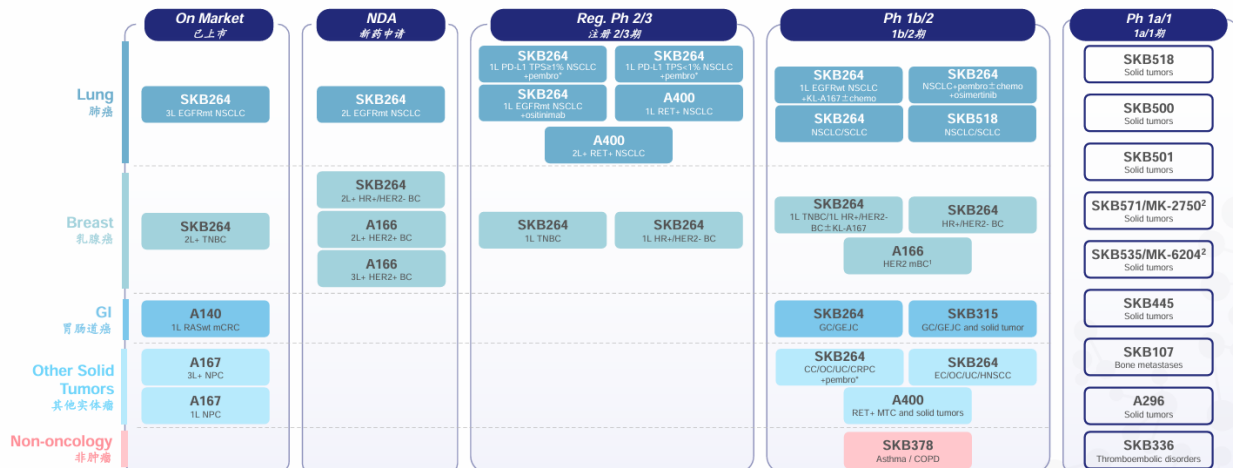 On Market
已上市
NDA
新药申请
Reg. Ph 2/3
注册 2/3期
Ph 1b/2
1b/2期
Ph 1a/1
1a/1期
Lung
肺癌
SKB264
3L EGFRmt NSCLC
SKB264
2L EGFRmt NSCLC
SKB264
1L PD-L1 TPS≥1% NSCLC
+pembro*
SKB264
1L PD-L1 TPS<1% NSCLC
+pembro*
SKB264
1L EGFRmt NSCLC
+ositinimab
A400
1L RET+ NSCLC
A400
2L+ RET+ NSCLC
SKB264
1L EGFRwt NSCLC
+KL-A167±chemo
SKB264
NSCLC+pembro±chemo
+osimertinib
SKB264
NSCLC/SCLC
SKB518
NSCLC/SCLC
Breast
乳腺癌
SKB264
2L+ TNBC
SKB264
2L+ HR+/HER2- BC
A166
2L+ HER2+ BC
A166
3L+ HER2+ BC
SKB264
1L TNBC
SKB264
1L HR+/HER2- BC
SKB264
1L TNBC/1L HR+/HER2-
BC±KL-A167
SKB264
HR+/HER2- BC
A166
HER2 mBC¹
GI
胃肠道癌
A140
1L RASwt mCRC
SKB264
GC/GEJC
SKB315
GC/GEJC and solid tumor
Other Solid
Tumors
其他实体瘤
A167
3L+ NPC
A167
1L NPC
SKB264
CC/OC/UC/CRPC
+pembro*
SKB264
EC/OC/UC/HNSCC
A400
RET+ MTC and solid tumors
Non-oncology
非肿瘤
SKB378
Asthma / COPD
SKB518
Solid tumors
SKB500
Solid tumors
SKB501
Solid tumors
SKB571/MK-2750²
Solid tumors
SKB535/MK-6204²
Solid tumors
SKB445
Solid tumors
SKB107
Bone metastases
A296
Solid tumors
SKB336
Thromboembolic disorders